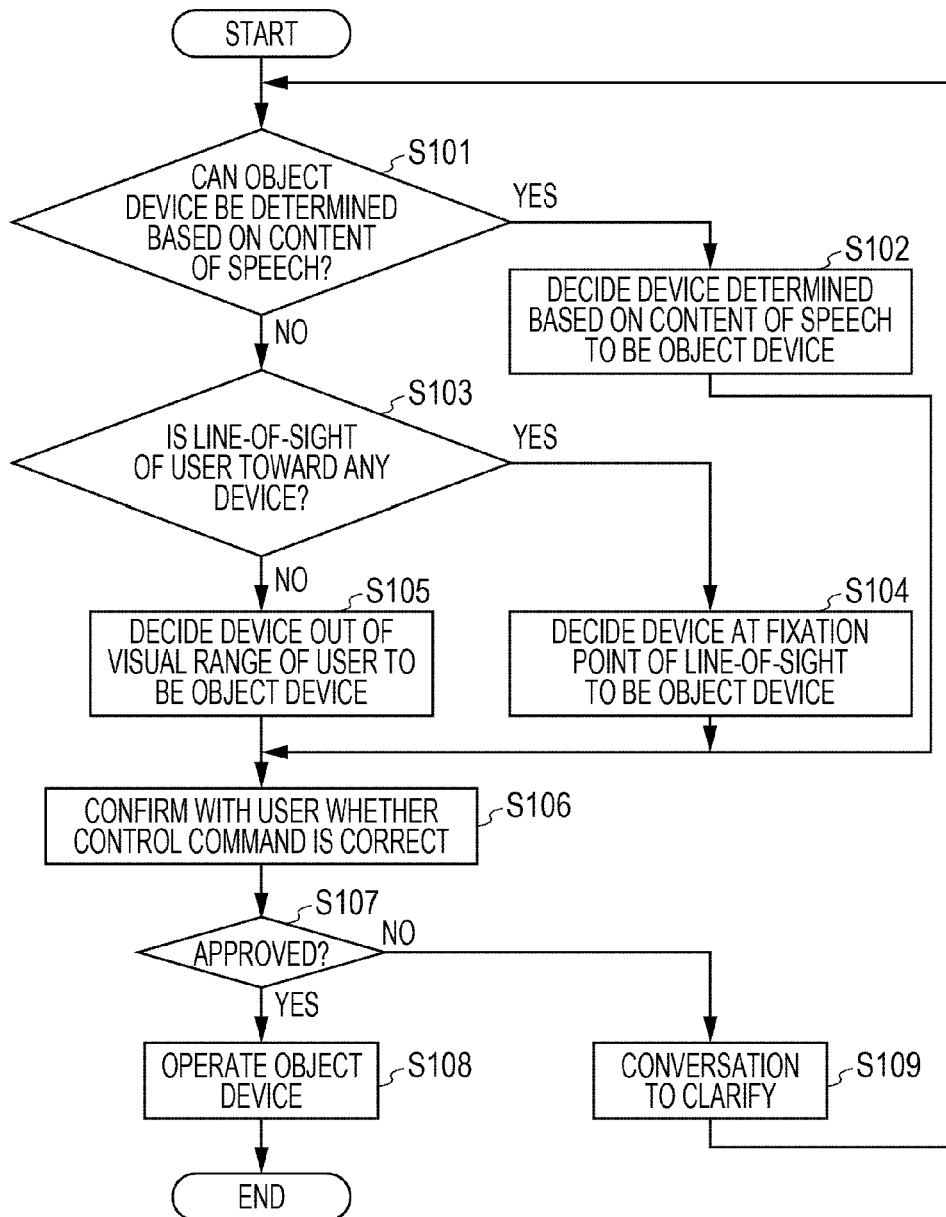 START
S101
CAN OBJECT
DEVICE BE DETERMINED
BASED ON CONTENT
OF SPEECH?
YES
NO
S102
DECIDE DEVICE DETERMINED
BASED ON CONTENT OF SPEECH
TO BE OBJECT DEVICE
S103
IS LINE-OF-SIGHT
OF USER TOWARD ANY
DEVICE?
YES
NO
S105
DECIDE DEVICE OUT OF
VISUAL RANGE OF USER TO
BE OBJECT DEVICE
S104
DECIDE DEVICE AT FIXATION
POINT OF LINE-OF-SIGHT
TO BE OBJECT DEVICE
CONFIRM WITH USER WHETHER
CONTROL COMMAND IS CORRECT
S106
S107
APPROVED?
NO
YES
OPERATE OBJECT
DEVICE
S108
CONVERSATION
TO CLARIFY
S109
END